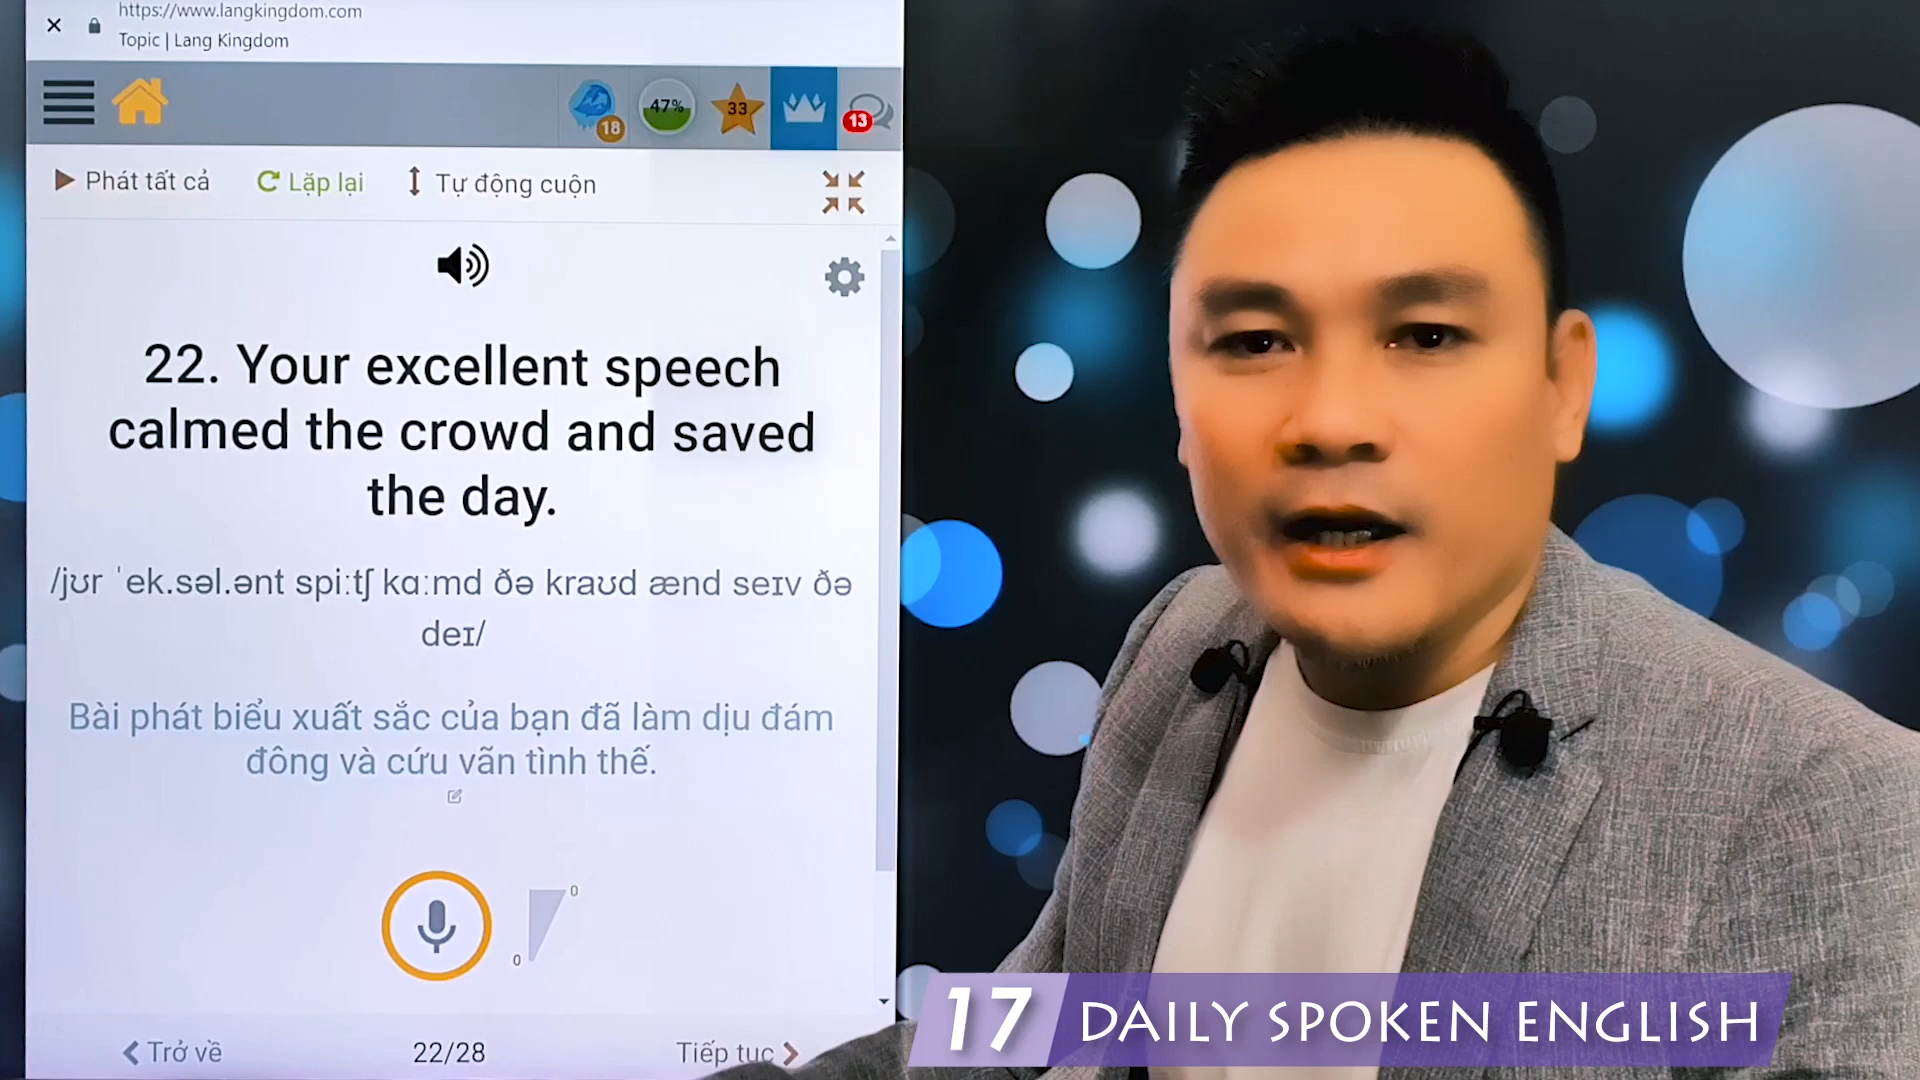 https://www.langkingdom.com
Topic | Lang Kingdom
18
47%
33
13
Phát tất cả
Lặp lại
Tự động cuộn
22. Your excellent speech
calmed the crowd and saved
the day.
/jʊr ˈek.səl.ənt spiːtʃ kɑːmd ðə kraʊd ænd seɪv ðə
deɪ/
Bài phát biểu xuất sắc của bạn đã làm dịu đám
đông và cứu vãn tình thế.
0
0
Trở về
22/28
Tiếp tục
17 DAILY SPOKEN ENGLISH